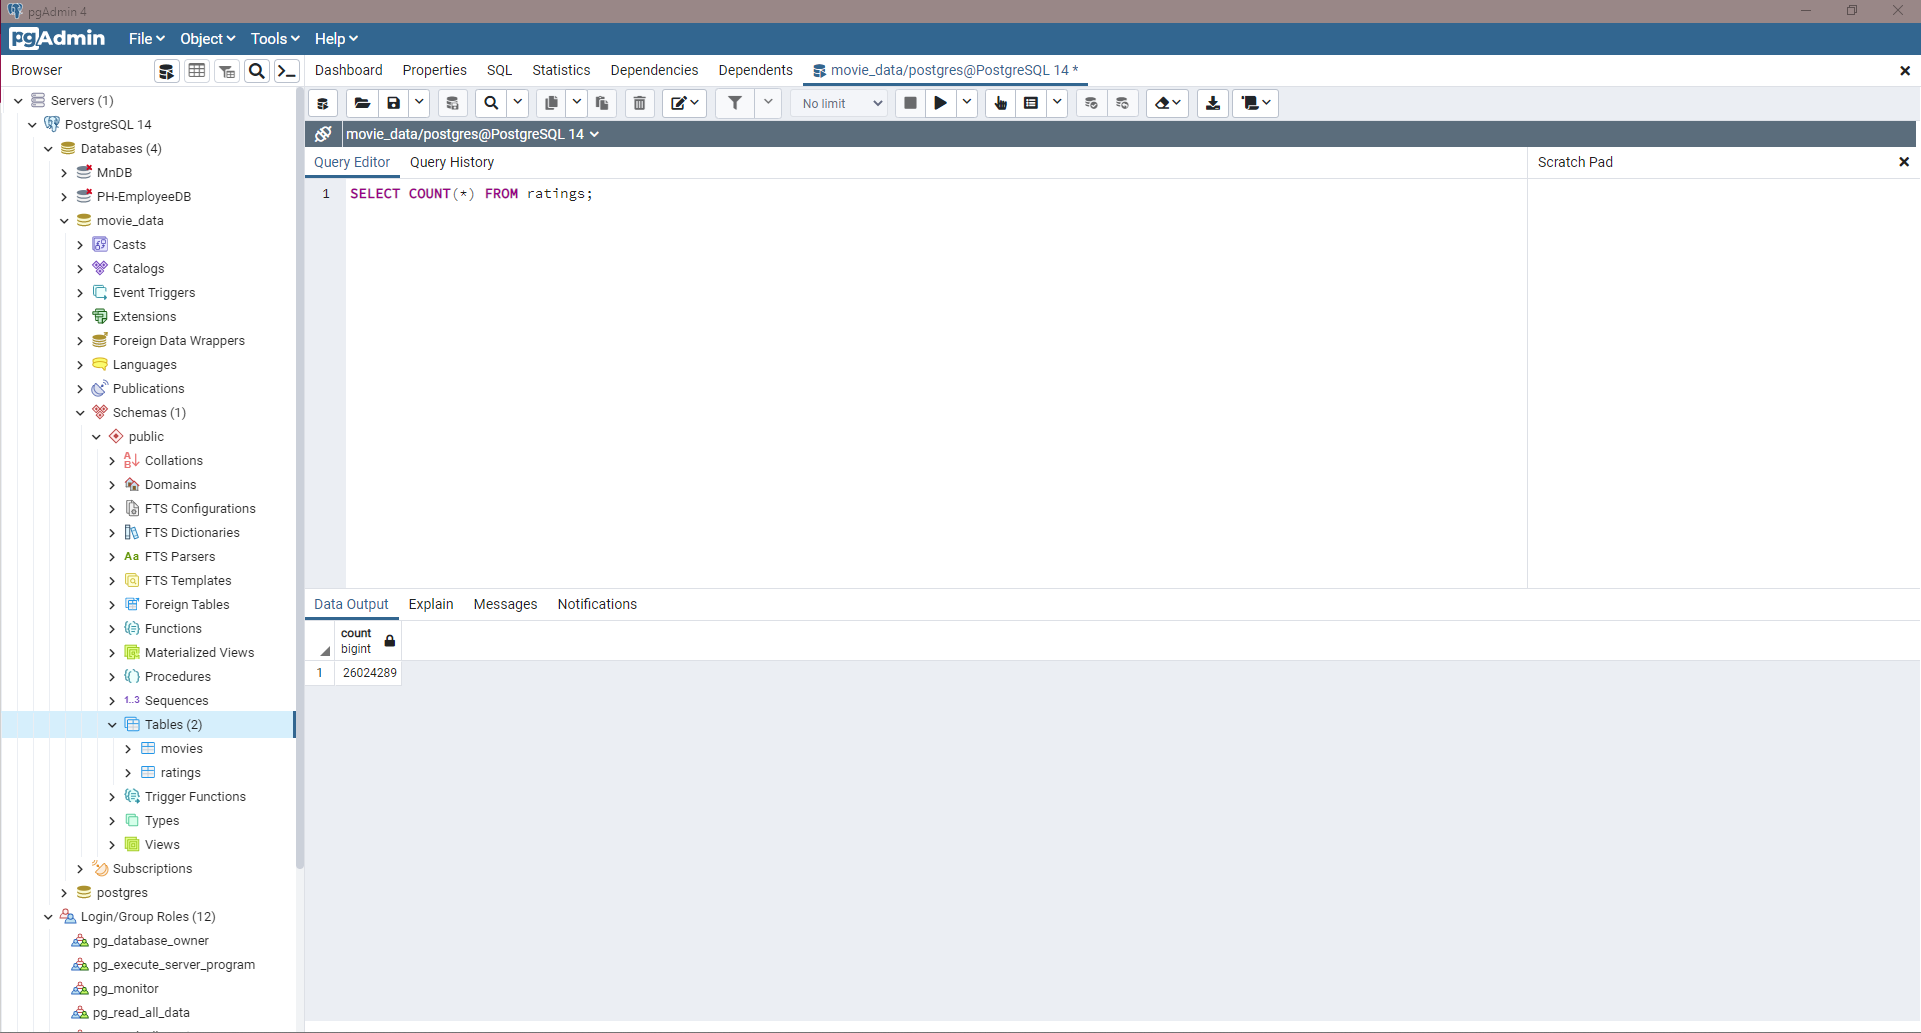 pgAdmin 4
pgAdmin File Object Tools Help
Browser
Dashboard Properties SQL Statistics Dependencies Dependents movie_data/postgres@PostgreSQL 14 *
No limit
movie_data/postgres@PostgreSQL 14
Query Editor Query History
Scratch Pad
1 SELECT COUNT(*) FROM ratings;
Servers (1)
PostgreSQL 14
Databases (4)
MnDB
PH-EmployeeDB
movie_data
Casts
Catalogs
Event Triggers
Extensions
Foreign Data Wrappers
Languages
Publications
Schemas (1)
public
Collations
Domains
FTS Configurations
FTS Dictionaries
Aa FTS Parsers
FTS Templates
Foreign Tables
Functions
Materialized Views
Procedures
1..3 Sequences
Tables (2)
movies
ratings
Trigger Functions
Types
Views
Subscriptions
postgres
Login/Group Roles (12)
pg_database_owner
pg_execute_server_program
pg_monitor
pg_read_all_data
Data Output Explain Messages Notifications
count
bigint
1 26024289